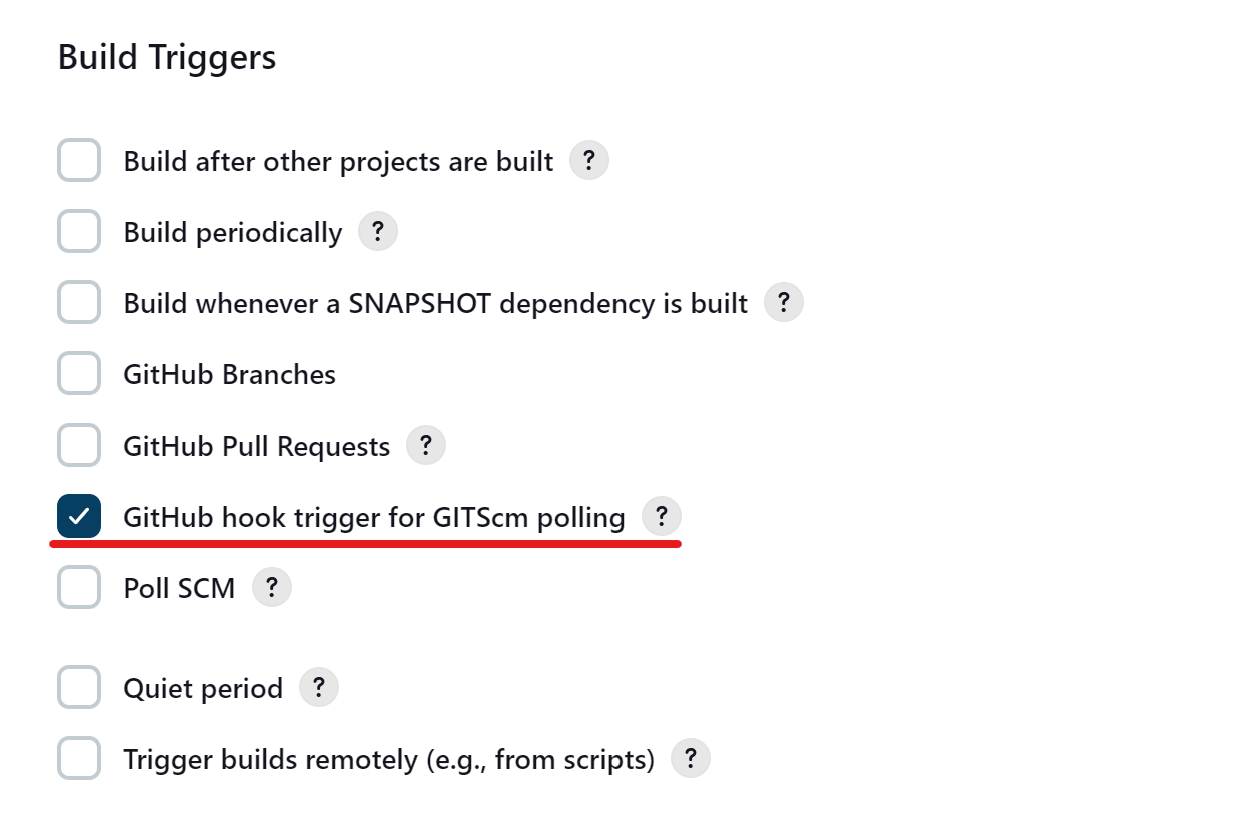 Build Triggers
Build after other projects are built ?
Build periodically ?
Build whenever a SNAPSHOT dependency is built ?
GitHub Branches
GitHub Pull Requests ?
GitHub hook trigger for GITScm polling ?
Poll SCM ?
Quiet period ?
Trigger builds remotely (e.g., from scripts) ?